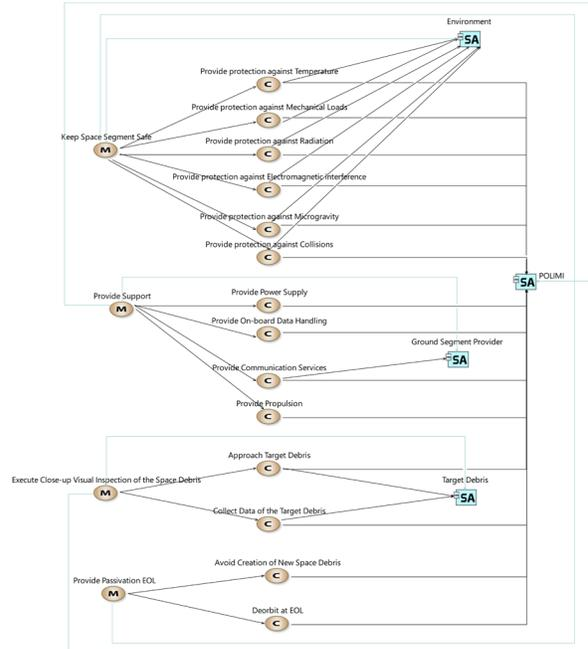 Environment
SA
Provide protection against Temperature
C
Provide protection against Mechanical Loads
C
Keep Space Segment Safe
M
Provide protection against Radiation
C
Provide protection against Electromagnetic Interference
C
Provide protection against Microgravity
C
Provide protection against Collisions
C
POLIMI
SA
Provide Support
M
Provide Power Supply
C
Provide On-board Data Handling
C
Ground Segment Provider
SA
Provide Communication Services
C
Provide Propulsion
C
Approach Target Debris
C
Execute Close-up Visual Inspection of the Space Debris
M
Target Debris
SA
Collect Data of the Target Debris
C
Avoid Creation of New Space Debris
C
Provide Passivation EOL
M
Deorbit at EOL
C